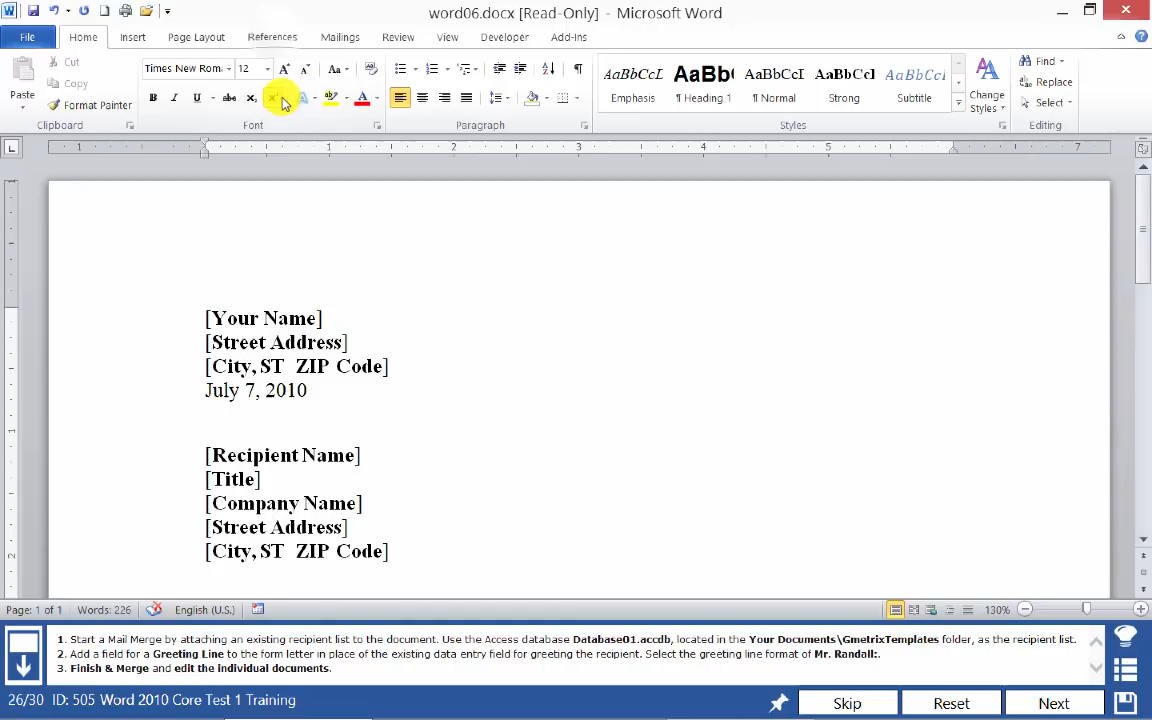 word06.docx [Read-Only] - Microsoft Word
File Home Insert Page Layout References Mailings Review View Developer Add-Ins
Paste
Cut
Copy
Format Painter
Clipboard
Times New Rom. 12
Font
Paragraph
AaBbCcL AaBb( AaBbCcI AaBbCcI AaBbCcI
Emphasis ¶ Heading 1 ¶ Normal Strong Subtitle
Change Styles
Styles
Find
Replace
Select
Editing
1 1 2 3 4 5 7
[Your Name]
[Street Address]
[City, ST ZIP Code]
July 7, 2010
[Recipient Name]
[Title]
[Company Name]
[Street Address]
[City, ST ZIP Code]
Page: 1 of 1 Words: 226 English (U.S.) 130%
1. Start a Mail Merge by attaching an existing recipient list to the document. Use the Access database Database01.accdb, located in the Your Documents\GmetrixTemplates folder, as the recipient list.
2. Add a field for a Greeting Line to the form letter in place of the existing data entry field for greeting the recipient. Select the greeting line format of Mr. Randall:.
3. Finish & Merge and edit the individual documents.
26/30 ID: 505 Word 2010 Core Test 1 Training
Skip Reset Next